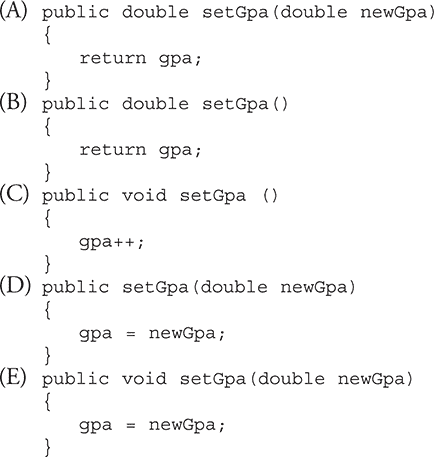 (A) public double setGpa(double newGpa)
{
return gpa;
}
(B) public double setGpa()
{
return gpa;
}
(C) public void setGpa ()
{
gpa++;
}
(D) public setGpa(double newGpa)
{
gpa = newGpa;
}
(E) public void setGpa(double newGpa)
{
gpa = newGpa;
}